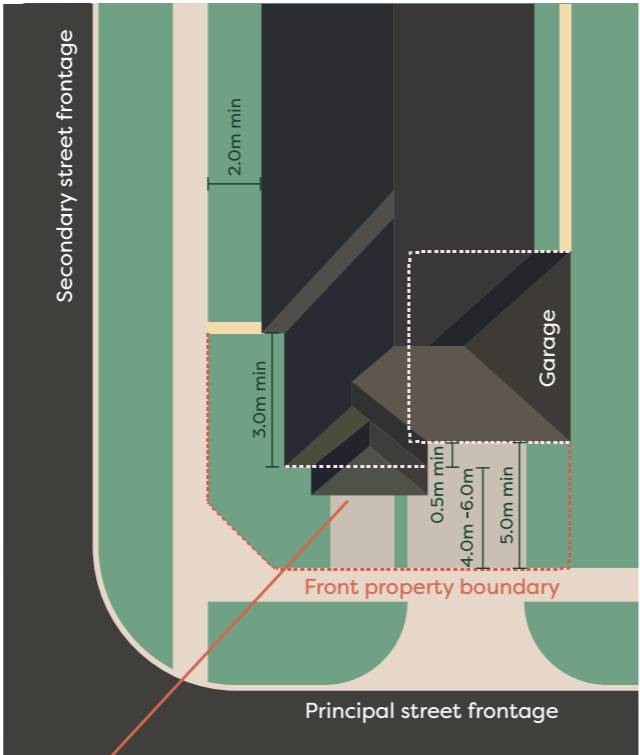 Secondary street frontage
2.0m min
3.0m min
Garage
0.5m min
4.0m -6.0m
5.0m min
Front property boundary
Principal street frontage